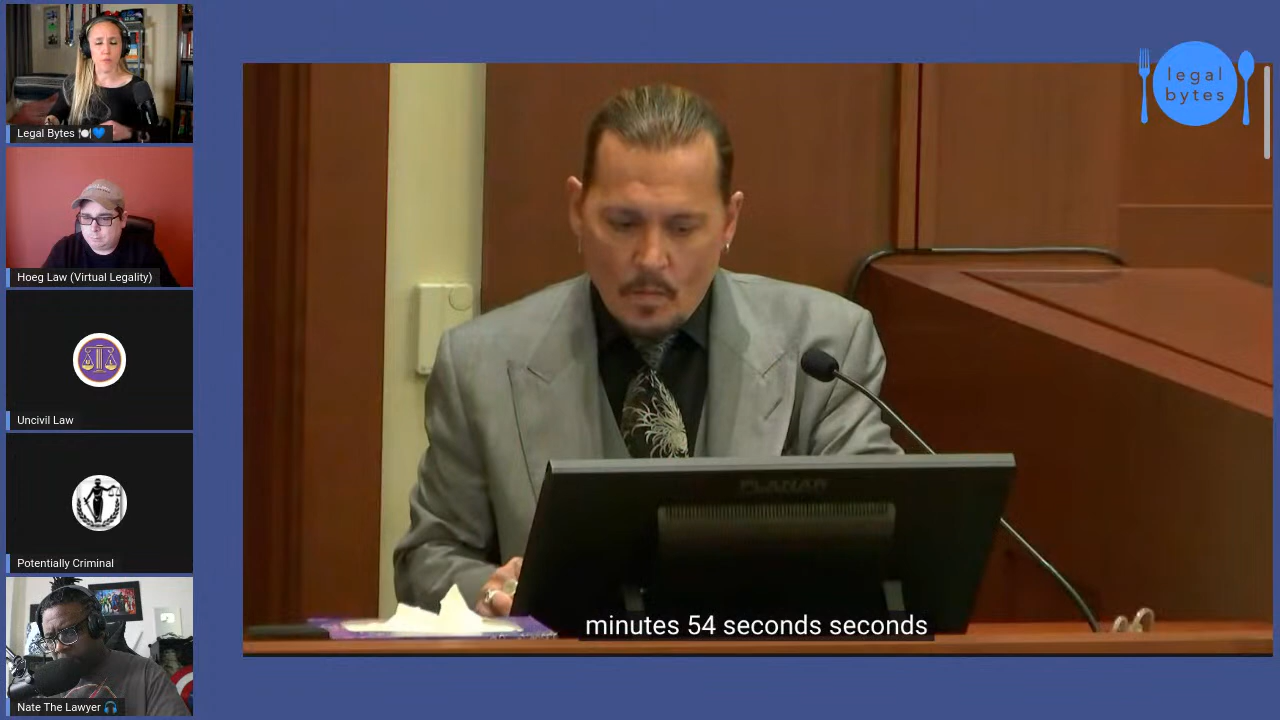 Legal Bytes 🍽️💙
Hoeg Law (Virtual Legality)
Uncivil Law
Potentially Criminal
Nate The Lawyer 🎧
legal
bytes
PLANAR
minutes 54 seconds seconds